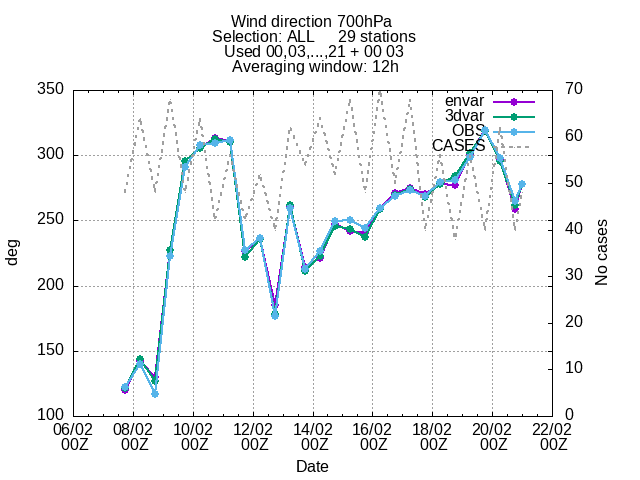 Wind direction 700hPa
Selection: ALL 29 stations
Used 00,03,...,21 + 00 03
Averaging window: 12h
350 70
envar
3dvar
OBS
CASES
300 60
50
250 40
200 30
20
150 10
100 0
deg
No cases
06/02 08/02 10/02 12/02 14/02 16/02 18/02 20/02 22/02
00Z 00Z 00Z 00Z 00Z 00Z 00Z 00Z 00Z
Date